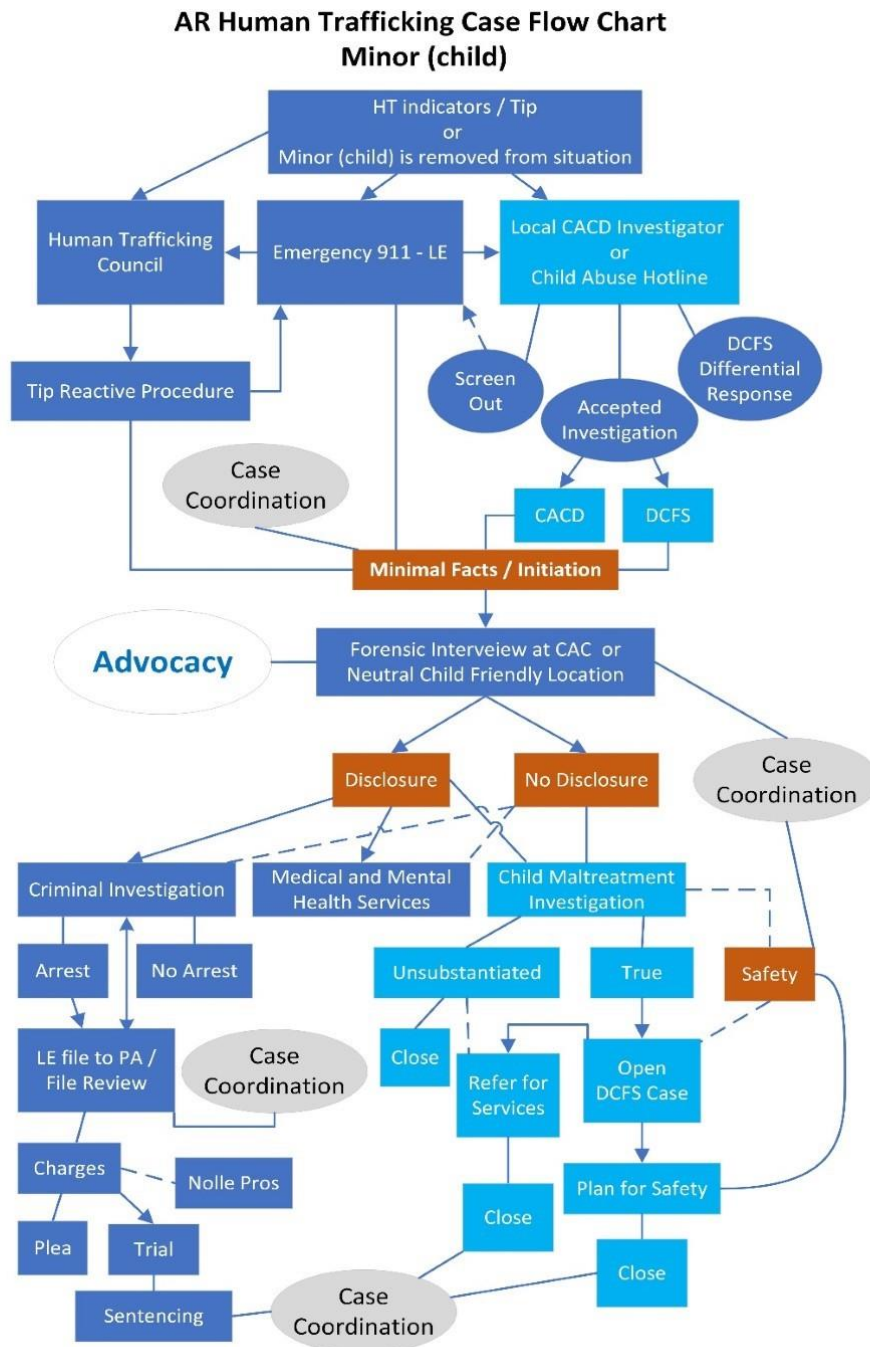 AR Human Trafficking Case Flow Chart
Minor (child)
HT indicators / Tip
or
Minor (child) is removed from situation
Human Trafficking
Council
Emergency 911 - LE
Local CACD Investigator
or
Child Abuse Hotline
Tip Reactive Procedure
Screen
Out
Accepted
Investigation
DCFS
Differential
Response
Case
Coordination
CACD
DCFS
Minimal Facts / Initiation
Advocacy
Forensic Interveiew at CAC or
Neutral Child Friendly Location
Disclosure
No Disclosure
Case
Coordination
Criminal Investigation
Medical and Mental
Health Services
Child Maltreatment
Investigation
Arrest
No Arrest
Unsubstantiated
True
Safety
LE file to PA /
File Review
Case
Coordination
Close
Refer for
Services
Open
DCFS Case
Charges
Nolle Pros
Plan for Safety
Plea
Trial
Close
Close
Sentencing
Case
Coordination